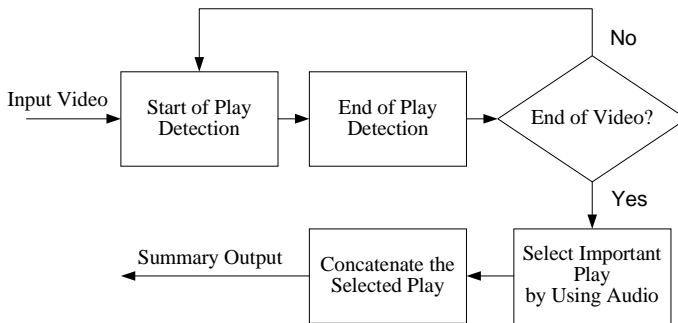 No
Input Video
Start of Play
Detection
End of Play
Detection
End of Video?
Yes
Summary Output
Concatenate the
Selected Play
Select Important
Play
by Using Audio